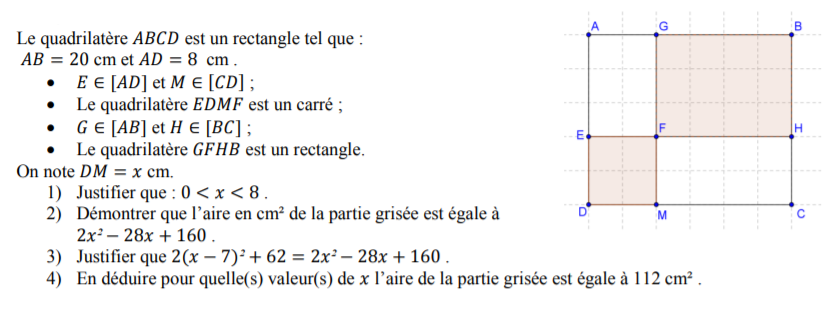 Le quadrilatère ABCD est un rectangle tel que :
AB = 20 cm et AD = 8 cm .
• E ∈ [AD] et M ∈ [CD] ;
• Le quadrilatère EDMF est un carré ;
• G ∈ [AB] et H ∈ [BC] ;
• Le quadrilatère GFHB est un rectangle.
On note DM = x cm.
1) Justifier que : 0 < x < 8 .
2) Démontrer que l’aire en cm² de la partie grisée est égale à
2x² – 28x + 160 .
3) Justifier que 2(x – 7)² + 62 = 2x² – 28x + 160 .
4) En déduire pour quelle(s) valeur(s) de x l’aire de la partie grisée est égale à 112 cm² .
A G B
E F H
D M C